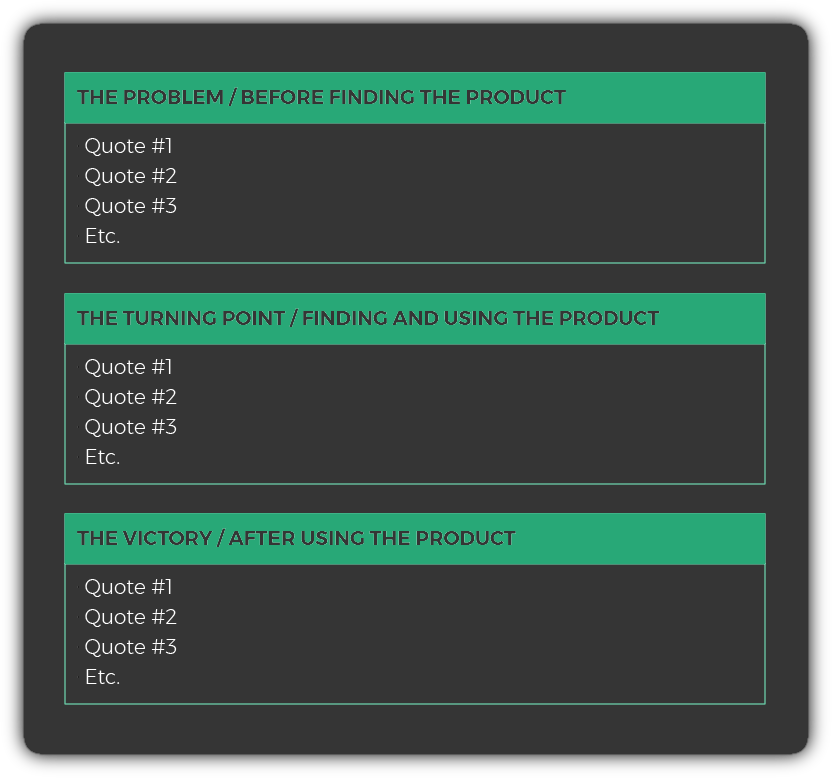 THE PROBLEM / BEFORE FINDING THE PRODUCT
Quote #1
Quote #2
Quote #3
Etc.
THE TURNING POINT / FINDING AND USING THE PRODUCT
Quote #1
Quote #2
Quote #3
Etc.
THE VICTORY / AFTER USING THE PRODUCT
Quote #1
Quote #2
Quote #3
Etc.